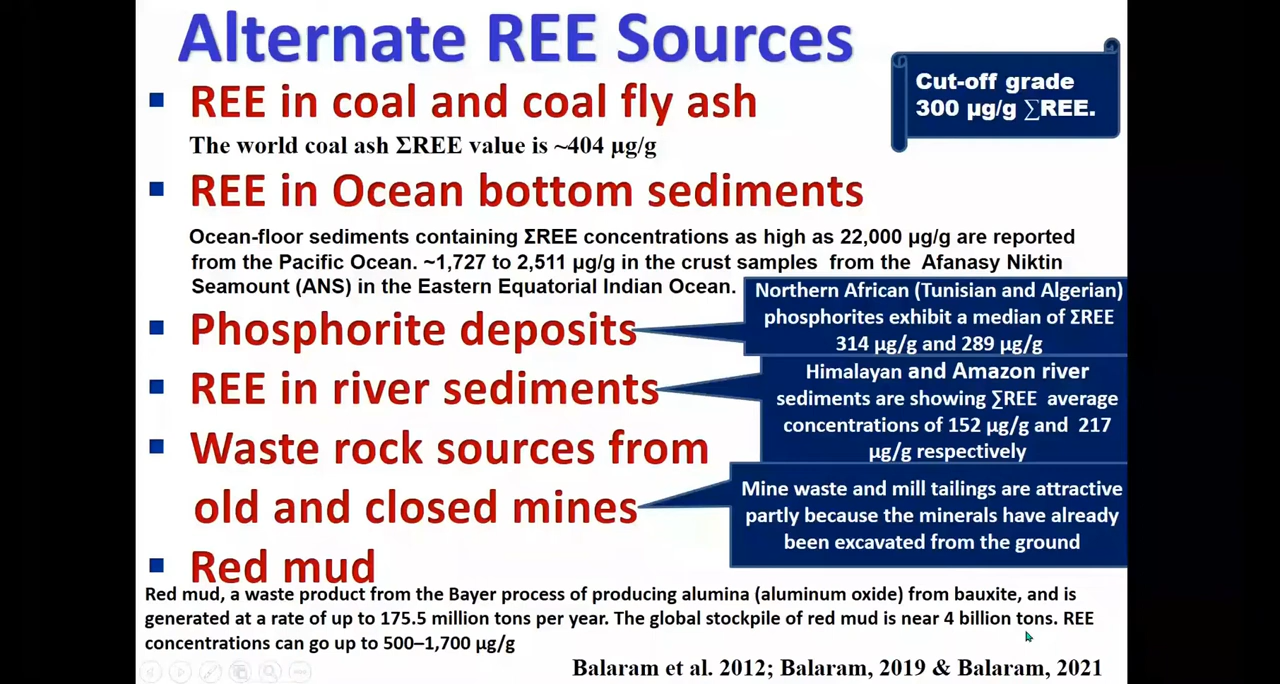 Alternate REE Sources
Cut-off grade
300 µg/g ∑REE.
▪ REE in coal and coal fly ash
The world coal ash ΣREE value is ~404 µg/g
▪ REE in Ocean bottom sediments
Ocean-floor sediments containing ΣREE concentrations as high as 22,000 µg/g are reported
from the Pacific Ocean. ~1,727 to 2,511 µg/g in the crust samples from the Afanasy Niktin
Seamount (ANS) in the Eastern Equatorial Indian Ocean.
▪ Phosphorite deposits
Northern African (Tunisian and Algerian)
phosphorites exhibit a median of ΣREE
314 µg/g and 289 µg/g
▪ REE in river sediments
Himalayan and Amazon river
sediments are showing ∑REE average
concentrations of 152 µg/g and 217
µg/g respectively
▪ Waste rock sources from
old and closed mines
Mine waste and mill tailings are attractive
partly because the minerals have already
been excavated from the ground
▪ Red mud
Red mud, a waste product from the Bayer process of producing alumina (aluminum oxide) from bauxite, and is
generated at a rate of up to 175.5 million tons per year. The global stockpile of red mud is near 4 billion tons. REE
concentrations can go up to 500–1,700 µg/g
Balaram et al. 2012; Balaram, 2019 & Balaram, 2021